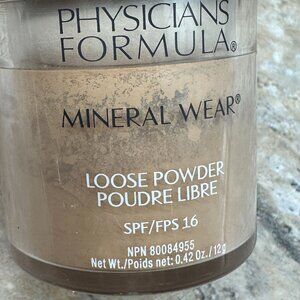 PHYSICIANS
FORMULA®
MINERAL WEAR®
LOOSE POWDER
POUDRE LIBRE
SPF/FPS 16
NPN 80084955
Net Wt./Poids net: 0.42 Oz. / 12g